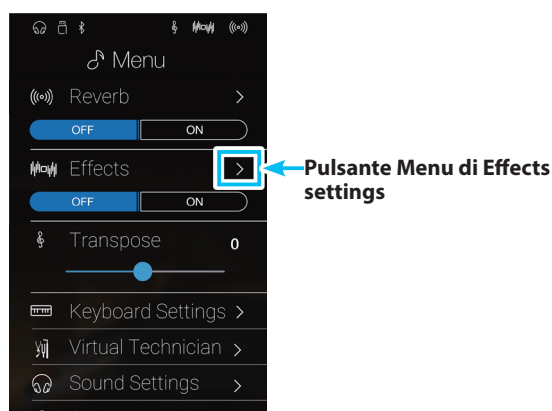 Menu
Reverb
OFF ON
Effects
Pulsante Menu di Effects
settings
OFF ON
Transpose 0
Keyboard Settings
Virtual Technician
Sound Settings